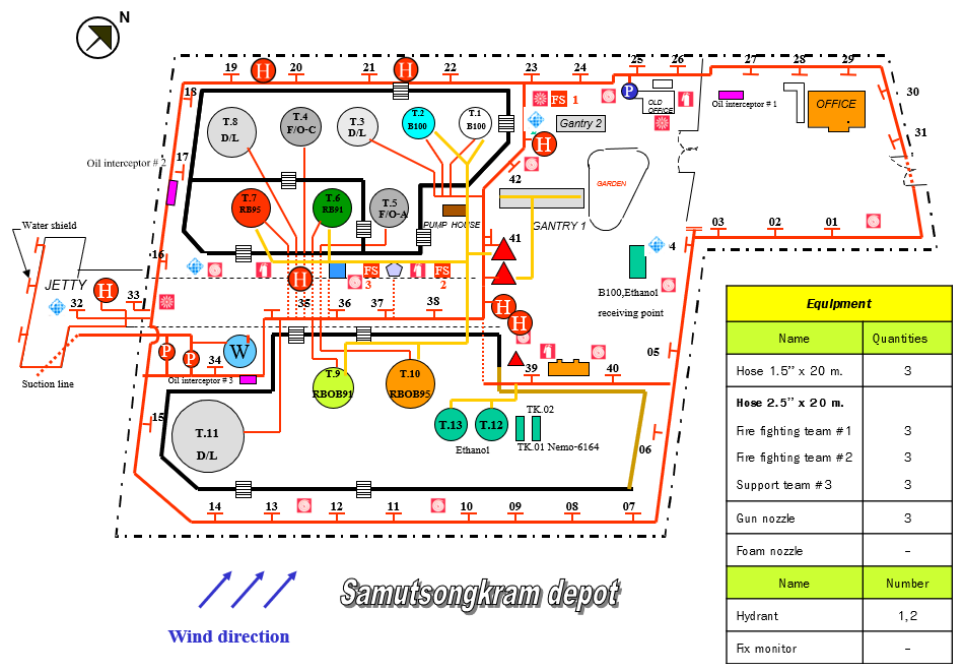 N
19
20
21
22
23
24
25
26
27
28
29
H
H
18
30
T.8
D/L
T.4
F/O-C
T.3
D/L
T.2
B100
T.1
B100
FS 1
P
OLD
OFFICE
Oil interceptor # 1
OFFICE
Gantry 2
31
H
17
Oil interceptor # 2
42
T.7
RB95
T.6
RB91
T.5
F/O-A
GARDEN
PUMP HOUSE
GANTRY 1
03
02
01
Water shield
16
41
4
JETTY
H
FS
3
FS
2
H
B100,Ethanol
receiving point
32
33
35
36
37
38
H
H
P
P
34
W
Suction line
Oil interceptor # 3
T.9
RBOB91
T.10
RBOB95
39
40
05
15
T.11
D/L
T.13
T.12
Ethanol
TK.02
TK.01 Nemo-6164
06
14
13
12
11
10
09
08
07
Wind direction
Samutsongkram depot
Equipment
Name Quantities
Hose 1.5” x 20 m. 3
Hose 2.5” x 20 m.
Fire fighting team #1 3
Fire fighting team #2 3
Support team #3 3
Gun nozzle 3
Foam nozzle –
Name Number
Hydrant 1,2
Fix monitor –